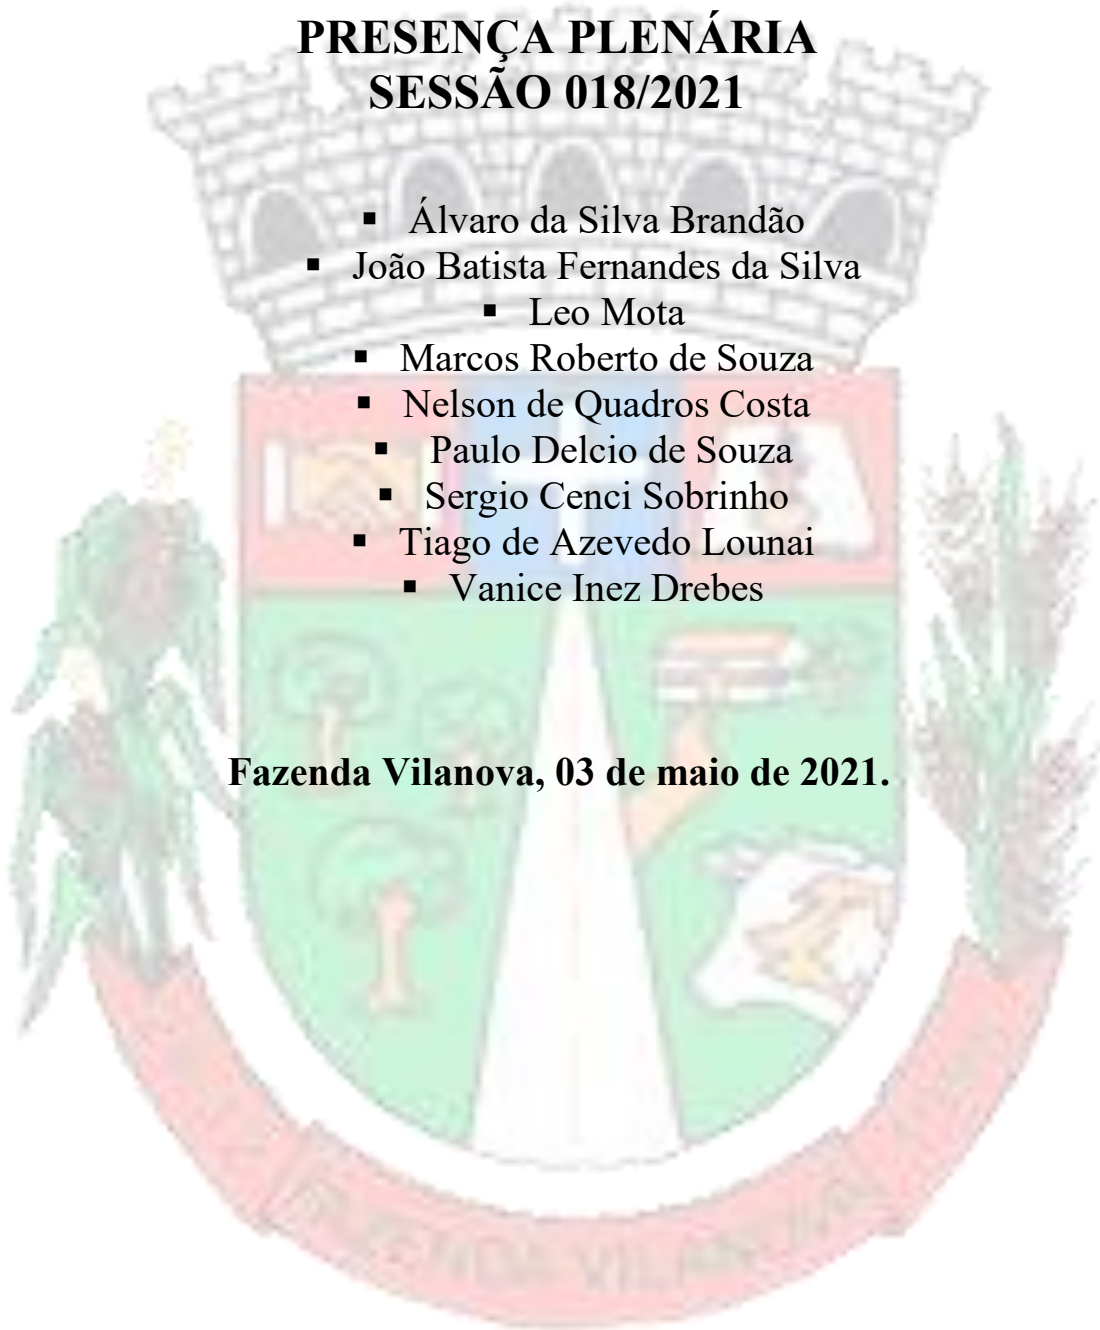 PRESENÇA PLENÁRIA
SESSÃO 018/2021
▪ Álvaro da Silva Brandão
▪ João Batista Fernandes da Silva
▪ Leo Mota
▪ Marcos Roberto de Souza
▪ Nelson de Quadros Costa
▪ Paulo Delcio de Souza
▪ Sergio Cenci Sobrinho
▪ Tiago de Azevedo Lounai
▪ Vanice Inez Drebes
Fazenda Vilanova, 03 de maio de 2021.
FAZENDA VILANOVA